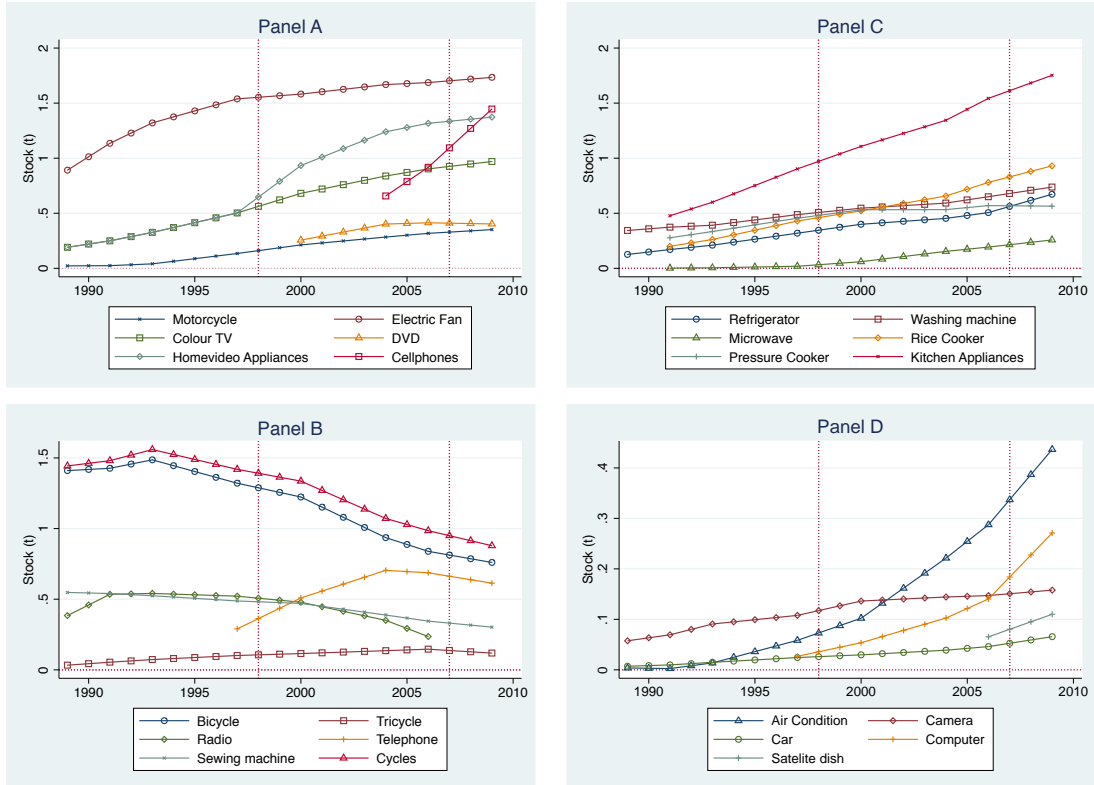 Panel A
Stock (t)
2
1.5
1
.5
0
1990 1995 2000 2005 2010
Motorcycle Electric Fan
Colour TV DVD
Homevideo Appliances Cellphones
Panel C
Stock (t)
2
1.5
1
.5
0
1990 1995 2000 2005 2010
Refrigerator Washing machine
Microwave Rice Cooker
Pressure Cooker Kitchen Appliances
Panel B
Stock (t)
1.5
1
.5
0
1990 1995 2000 2005 2010
Bicycle Tricycle
Radio Telephone
Sewing machine Cycles
Panel D
Stock (t)
.4
.3
.2
.1
0
1990 1995 2000 2005 2010
Air Condition Camera
Car Computer
Satelite dish